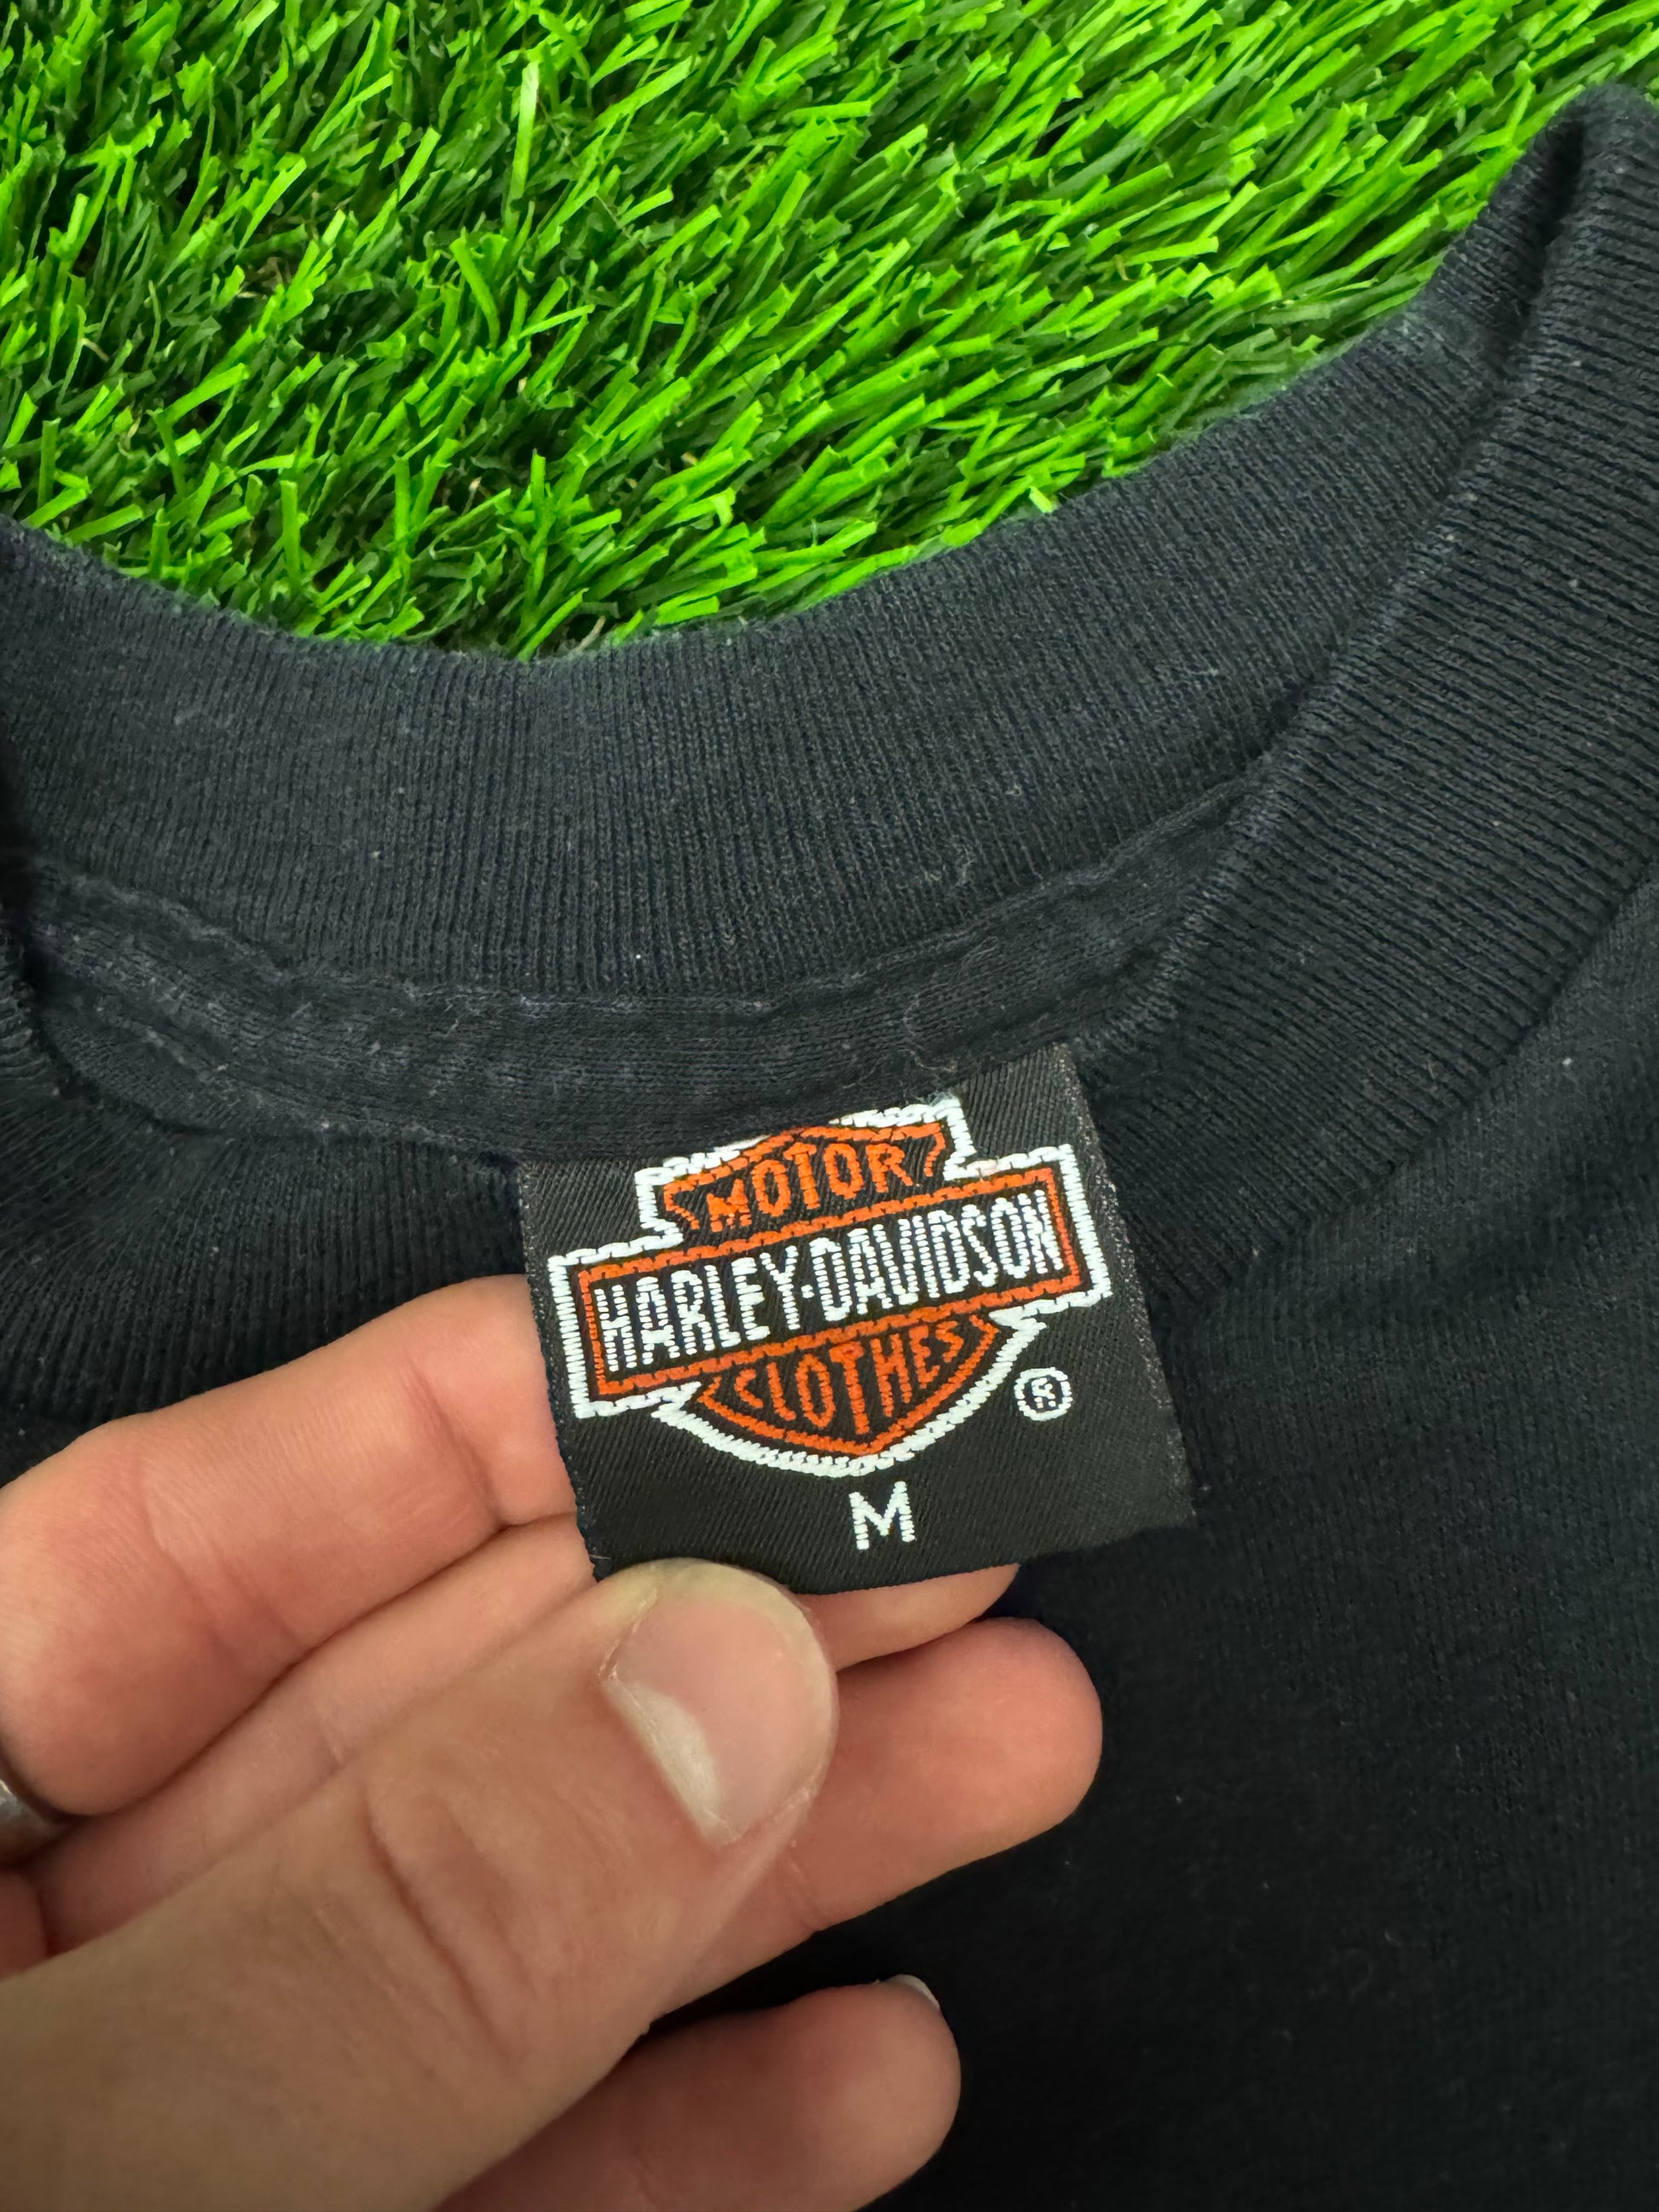 MOTOR
HARLEY-DAVIDSON
CLOTHES
®
M